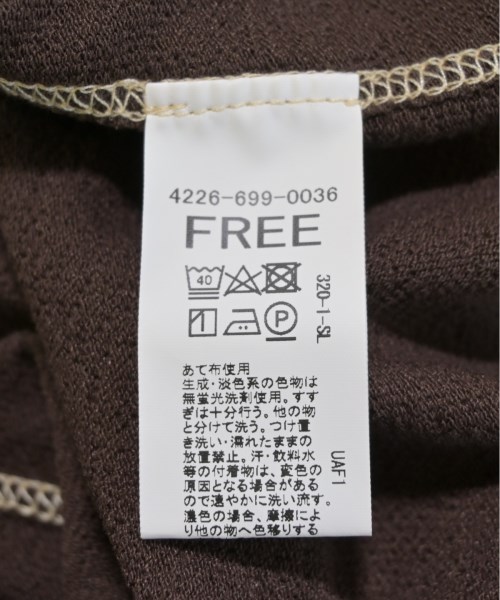 4226-699-0036
FREE
40
P
320-1-SL
あて布使用
生成・淡色系の色物は
無蛍光洗剤使用。すす
ぎは十分行う。他の物
と分けて洗う。つけ置
き洗い・濡れたままの
放置禁止。汗・飲料水
等の付着物は、変色の
原因となる場合がある
ので速やかに洗い流す。
濃色の場合、摩擦によ
り他の物へ色移りする
UAF1